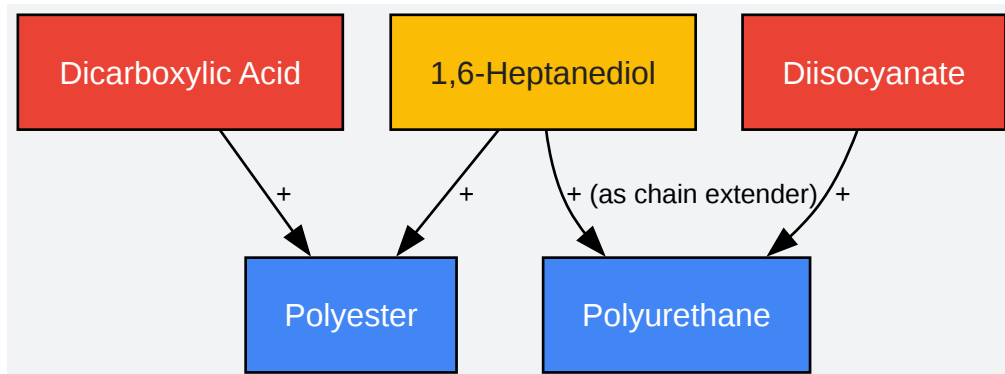 Dicarboxylic Acid
1,6-Heptanediol
Diisocyanate
+
+
+ (as chain extender)
+
Polyester
Polyurethane